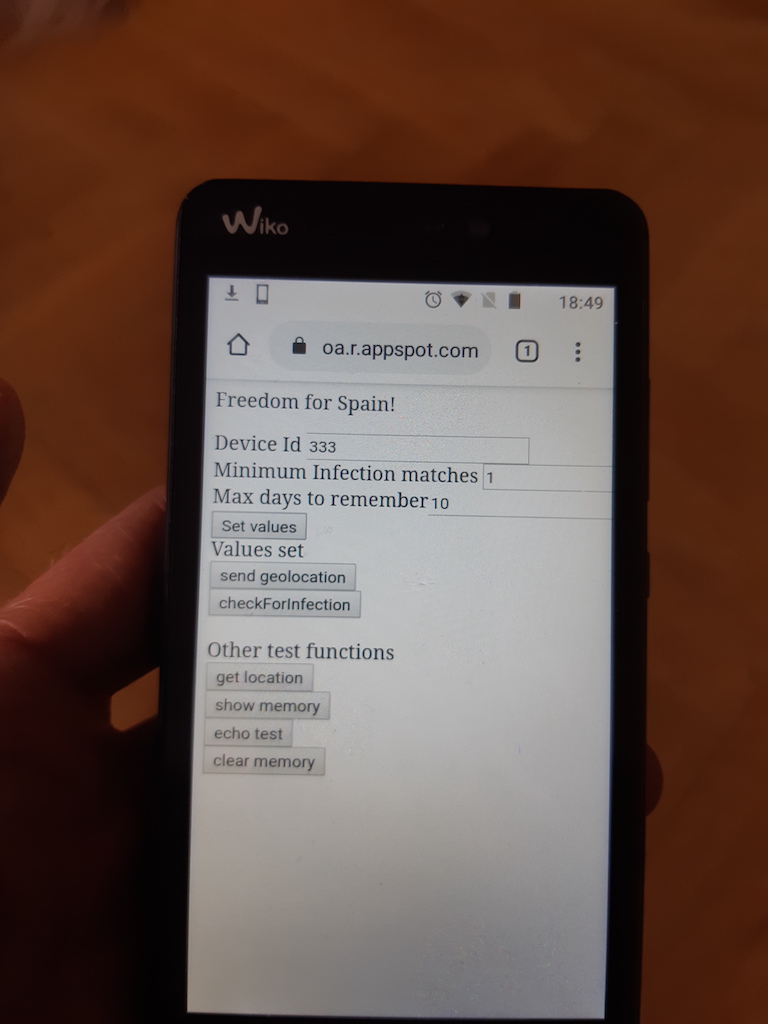 Wiko
18:49
oa.r.appspot.com 1
Freedom for Spain!
Device Id 333
Minimum Infection matches 1
Max days to remember 10
Set values
Values set
send geolocation
checkForInfection
Other test functions
get location
show memory
echo test
clear memory